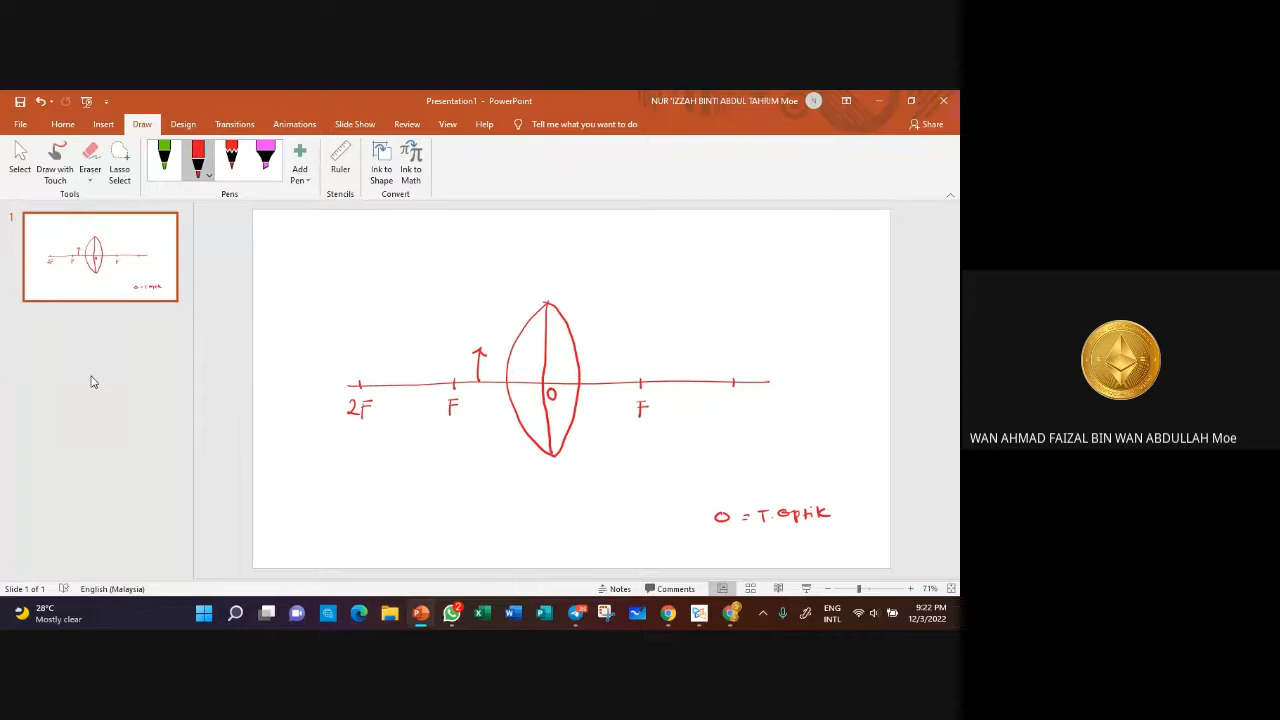 Presentation1 - PowerPoint
NUR 'IZZAH BINTI ABDUL TAHRIM Moe
N
File
Home
Insert
Draw
Design
Transitions
Animations
Slide Show
Review
View
Help
Tell me what you want to do
Share
Select
Draw with Touch
Eraser
Lasso Select
Add Pen
Ruler
Ink to Shape
Ink to Math
Tools
Pens
Stencils
Convert
1
2F
F
O
F
O = T. Optik
WAN AHMAD FAIZAL BIN WAN ABDULLAH Moe
Slide 1 of 1
English (Malaysia)
Notes
Comments
71%
28°C
Mostly clear
2
ENG
INTL
9:22 PM
12/3/2022